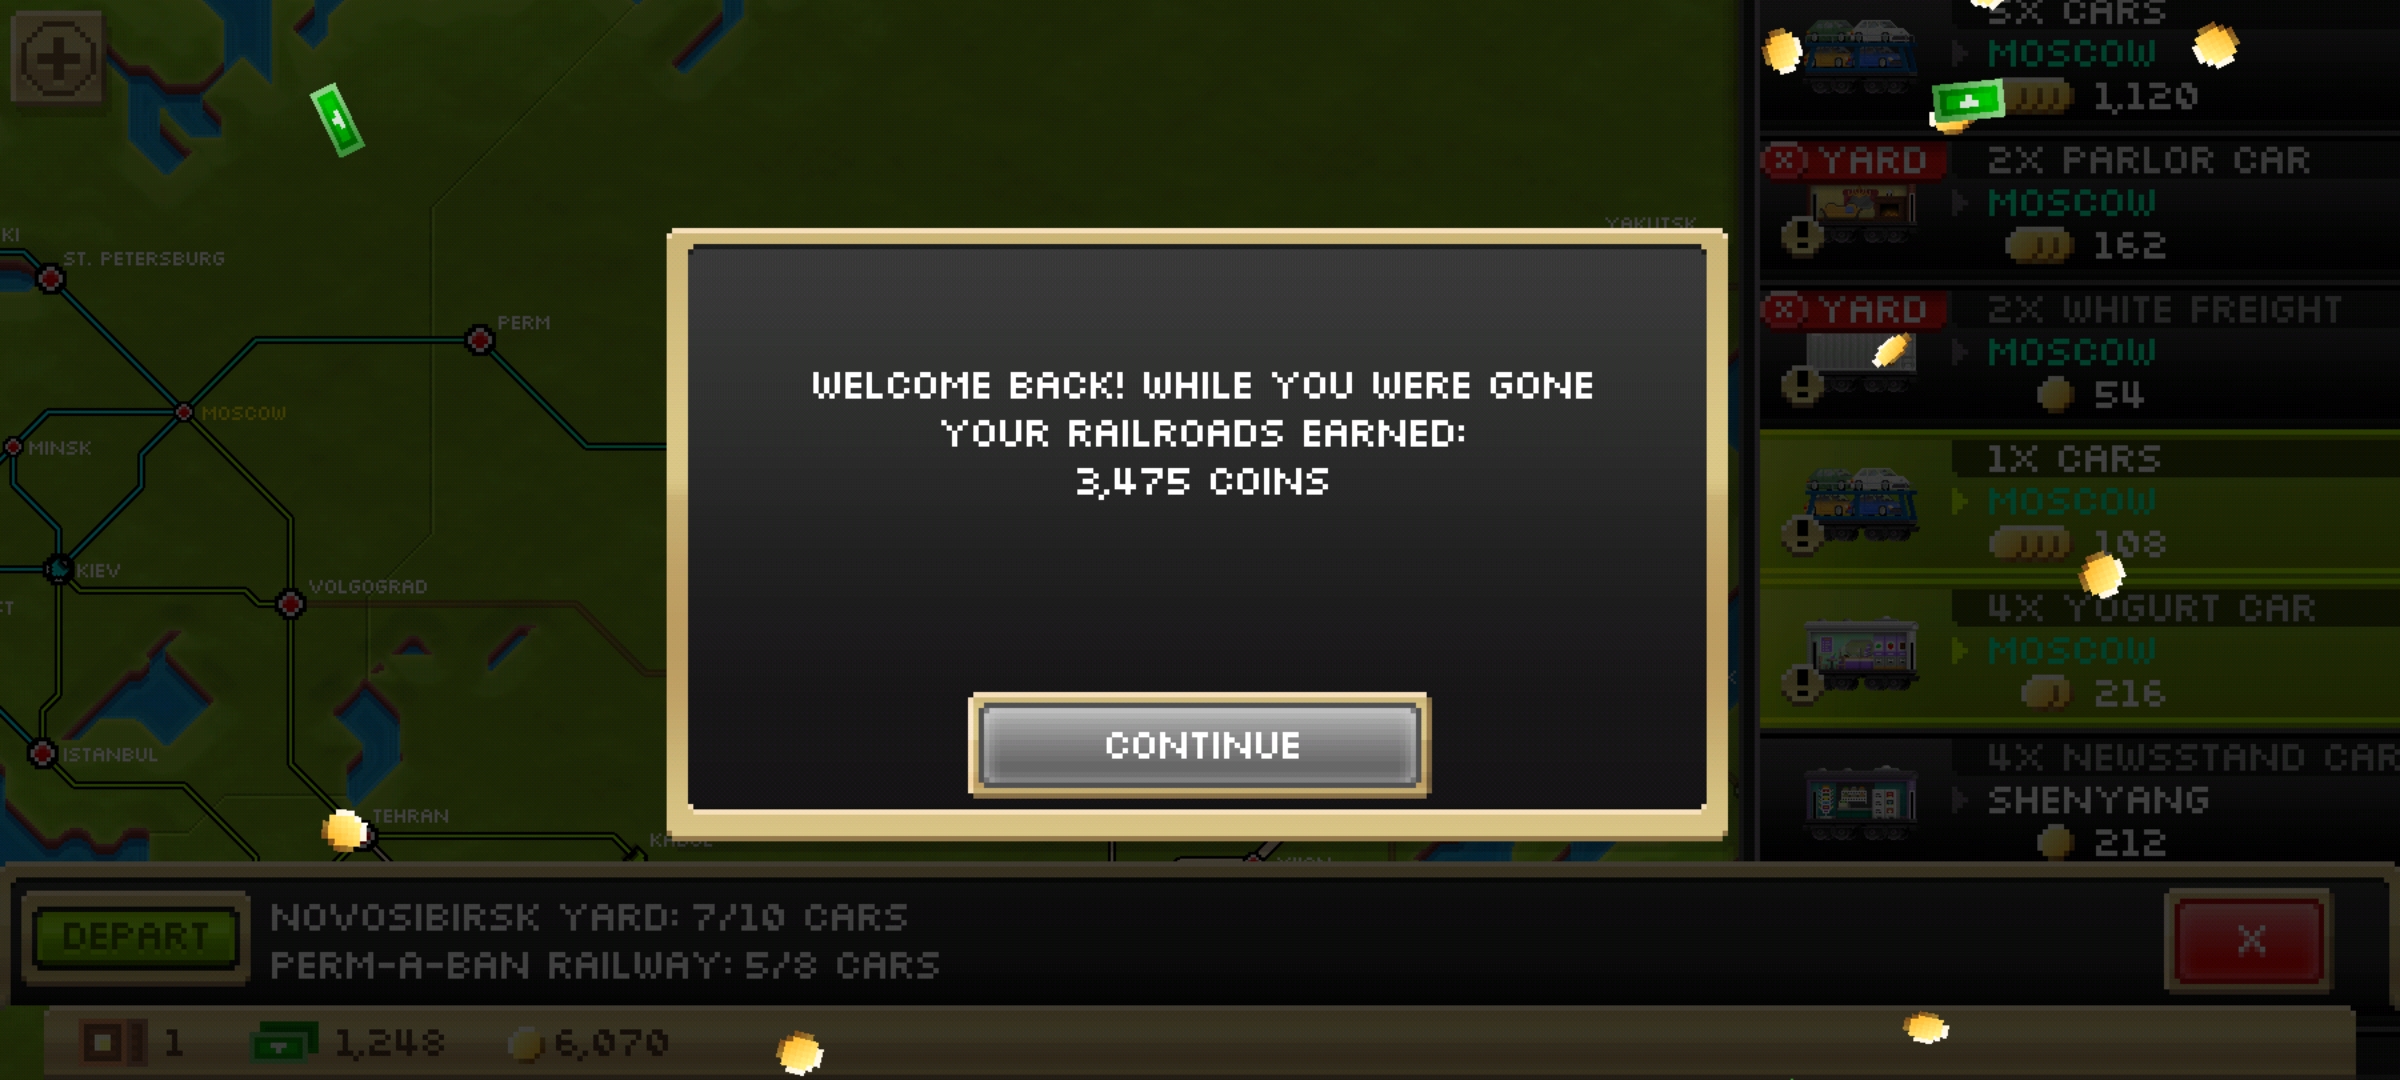 WELCOME BACK! WHILE YOU WERE GONE
YOUR RAILROADS EARNED:
3,475 COINS
CONTINUE
ST. PETERSBURG
PERM
MOSCOW
MINSK
KIEV
VOLGOGRAD
ISTANBUL
TEHRAN
YAKUTSK
5X CARS
MOSCOW
1,120
YARD
2X PARLOR CAR
MOSCOW
162
YARD
2X WHITE FREIGHT
MOSCOW
54
1X CARS
MOSCOW
108
4X YOGURT CAR
MOSCOW
216
4X NEWSSTAND CAR
SHENYANG
212
DEPART
NOVOSIBIRSK YARD: 7/10 CARS
PERM-A-BAN RAILWAY: 5/8 CARS
X
1
1,248
6,070